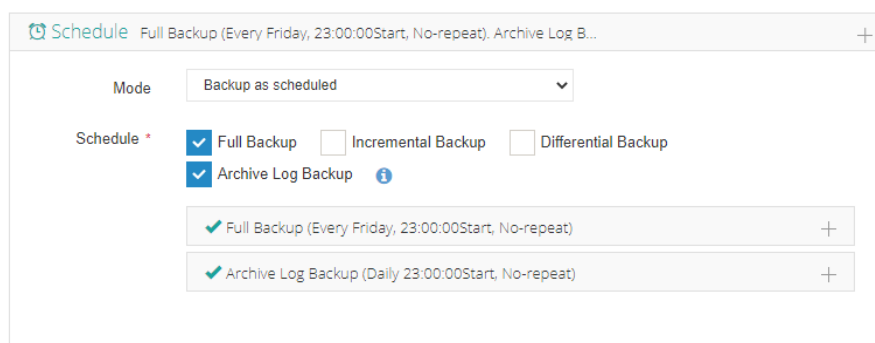 Schedule Full Backup (Every Friday, 23:00:00Start, No-repeat). Archive Log B...
Mode Backup as scheduled
Schedule * Full Backup Incremental Backup Differential Backup
Archive Log Backup
Full Backup (Every Friday, 23:00:00Start, No-repeat)
Archive Log Backup (Daily 23:00:00Start, No-repeat)